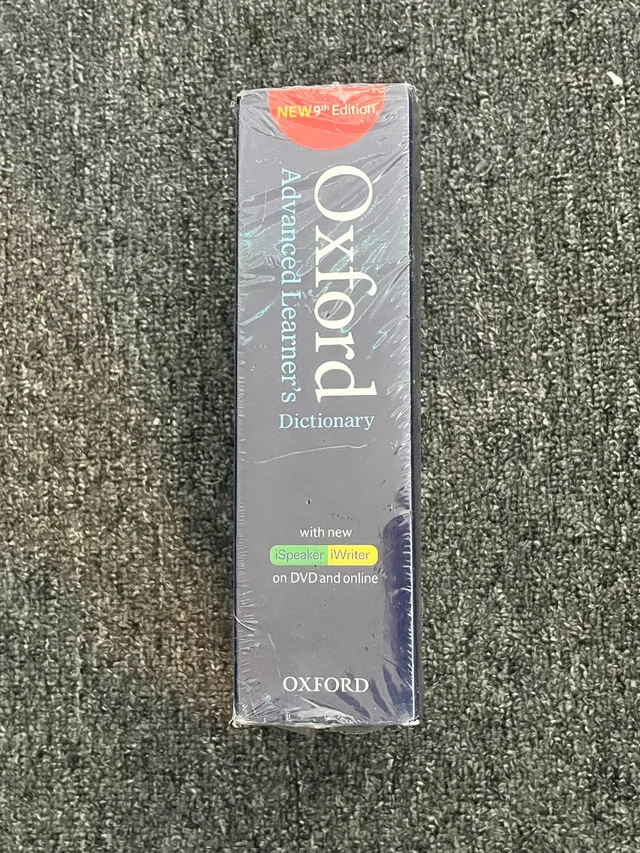 NEW 9th Edition
Oxford
Advanced Learner's
Dictionary
with new
iSpeaker iWriter
on DVD and online
OXFORD